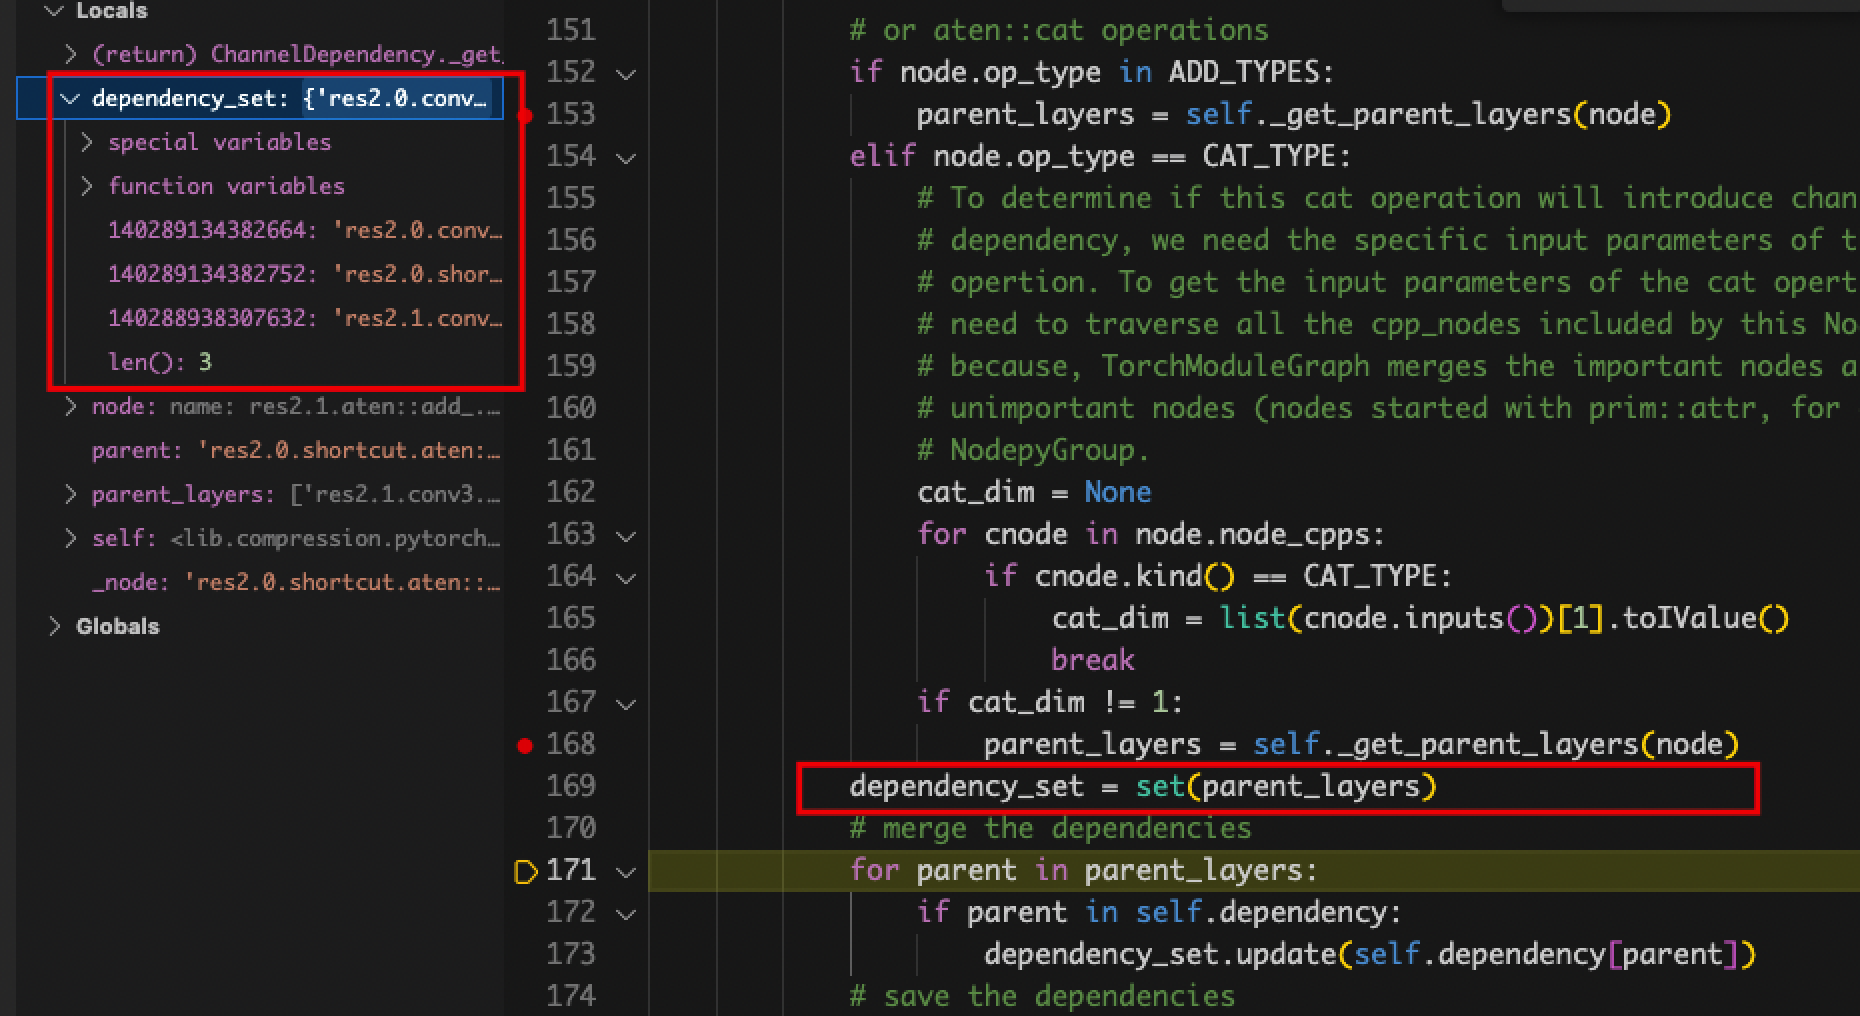 Locals
(return) ChannelDependency._get
dependency_set: {'res2.0.conv…
special variables
function variables
140289134382664: 'res2.0.conv…
140289134382752: 'res2.0.shor…
140288938307632: 'res2.1.conv…
len(): 3
node: name: res2.1.aten::add_.…
parent: 'res2.0.shortcut.aten:…
parent_layers: ['res2.1.conv3.…
self: <lib.compression.pytorch…
_node: 'res2.0.shortcut.aten::…
Globals
151 # or aten::cat operations
152 if node.op_type in ADD_TYPES:
153 parent_layers = self._get_parent_layers(node)
154 elif node.op_type == CAT_TYPE:
155 # To determine if this cat operation will introduce chan
156 # dependency, we need the specific input parameters of t
157 # opertion. To get the input parameters of the cat opert
158 # need to traverse all the cpp_nodes included by this No
159 # because, TorchModuleGraph merges the important nodes a
160 # unimportant nodes (nodes started with prim::attr, for
161 # NodepyGroup.
162 cat_dim = None
163 for cnode in node.node_cpps:
164 if cnode.kind() == CAT_TYPE:
165 cat_dim = list(cnode.inputs())[1].toIValue()
166 break
167 if cat_dim != 1:
168 parent_layers = self._get_parent_layers(node)
169 dependency_set = set(parent_layers)
170 # merge the dependencies
171 for parent in parent_layers:
172 if parent in self.dependency:
173 dependency_set.update(self.dependency[parent])
174 # save the dependencies